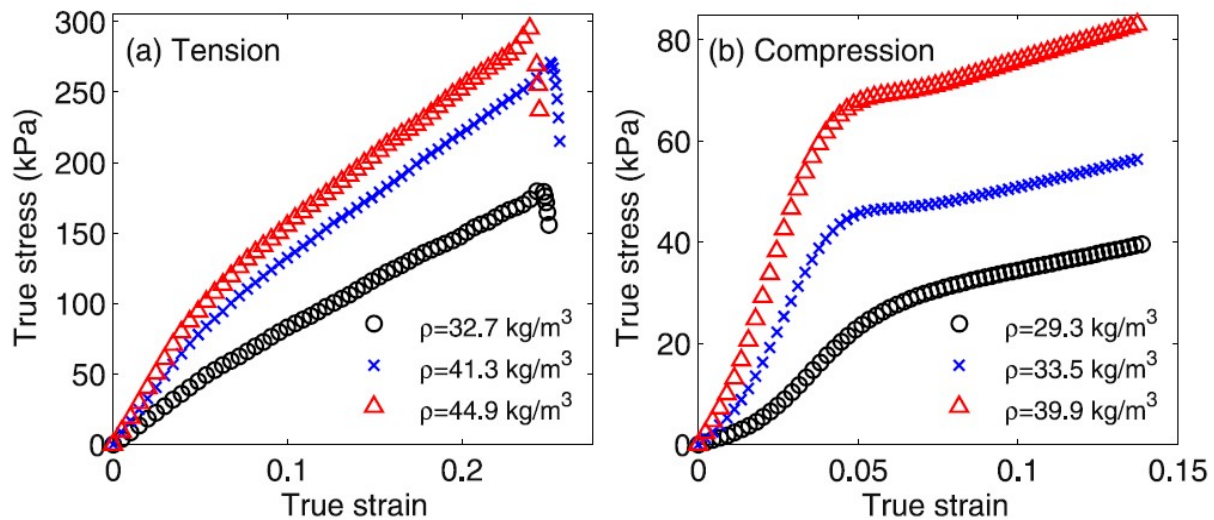 (a) Tension
True stress (kPa)
300
250
200
150
100
50
0
ρ=32.7 kg/m³
ρ=41.3 kg/m³
ρ=44.9 kg/m³
0 0.1 0.2
True strain
(b) Compression
True stress (kPa)
80
60
40
20
0
ρ=29.3 kg/m³
ρ=33.5 kg/m³
ρ=39.9 kg/m³
0 0.05 0.1 0.15
True strain